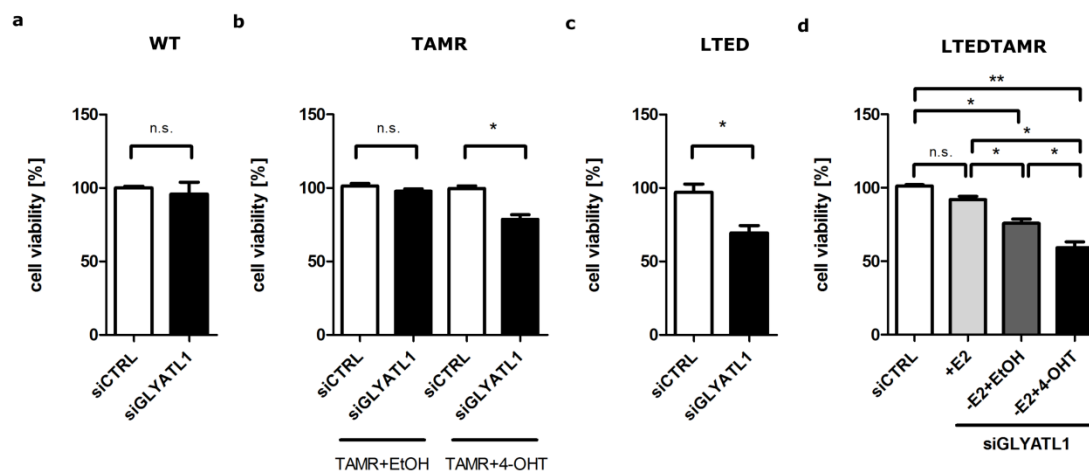 a
WT
cell viability [%]
150
100
50
0
n.s.
siCTRL
siGLYATL1
b
TAMR
cell viability [%]
150
100
50
0
n.s.
*
siCTRL
siGLYATL1
siCTRL
siGLYATL1
TAMR+EtOH
TAMR+4-OHT
c
LTED
cell viability [%]
150
100
50
0
*
siCTRL
siGLYATL1
d
LTEDTAMR
cell viability [%]
150
100
50
0
**
*
*
n.s.
*
*
siCTRL
+E2
-E2+EtOH
-E2+4-OHT
siGLYATL1